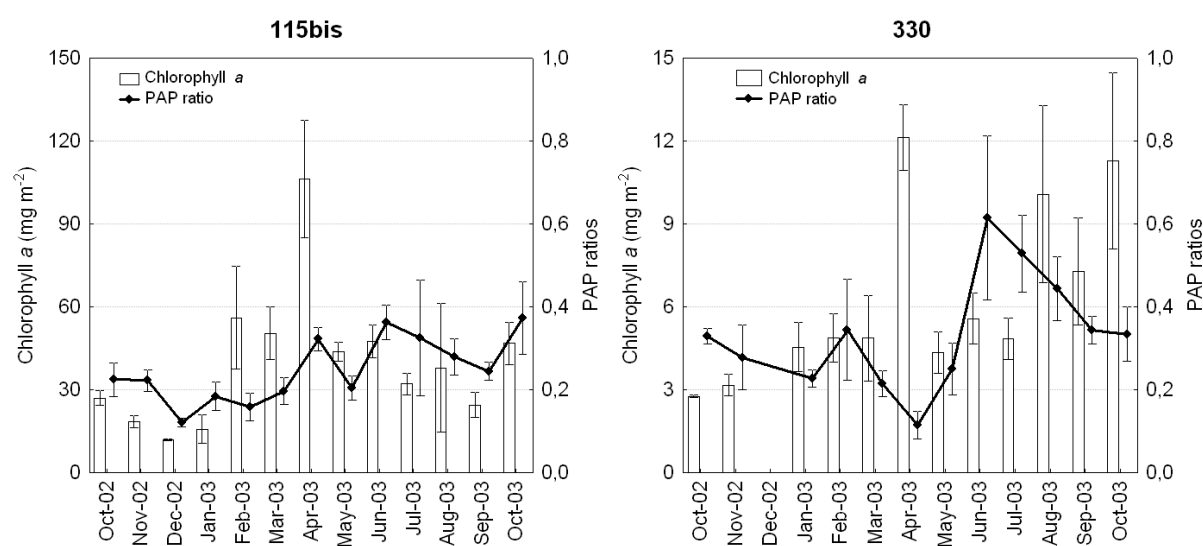 115bis
150
120
90
60
30
0
Chlorophyll a (mg m-2)
Chlorophyll a
PAP ratio
1,0
0,8
0,6
0,4
0,2
0,0
PAP ratios
Oct-02
Nov-02
Dec-02
Jan-03
Feb-03
Mar-03
Apr-03
May-03
Jun-03
Jul-03
Aug-03
Sep-03
Oct-03
330
15
12
9
6
3
0
Chlorophyll a (mg m-2)
Chlorophyll a
PAP ratio
1,0
0,8
0,6
0,4
0,2
0,0
PAP ratios
Oct-02
Nov-02
Dec-02
Jan-03
Feb-03
Mar-03
Apr-03
May-03
Jun-03
Jul-03
Aug-03
Sep-03
Oct-03